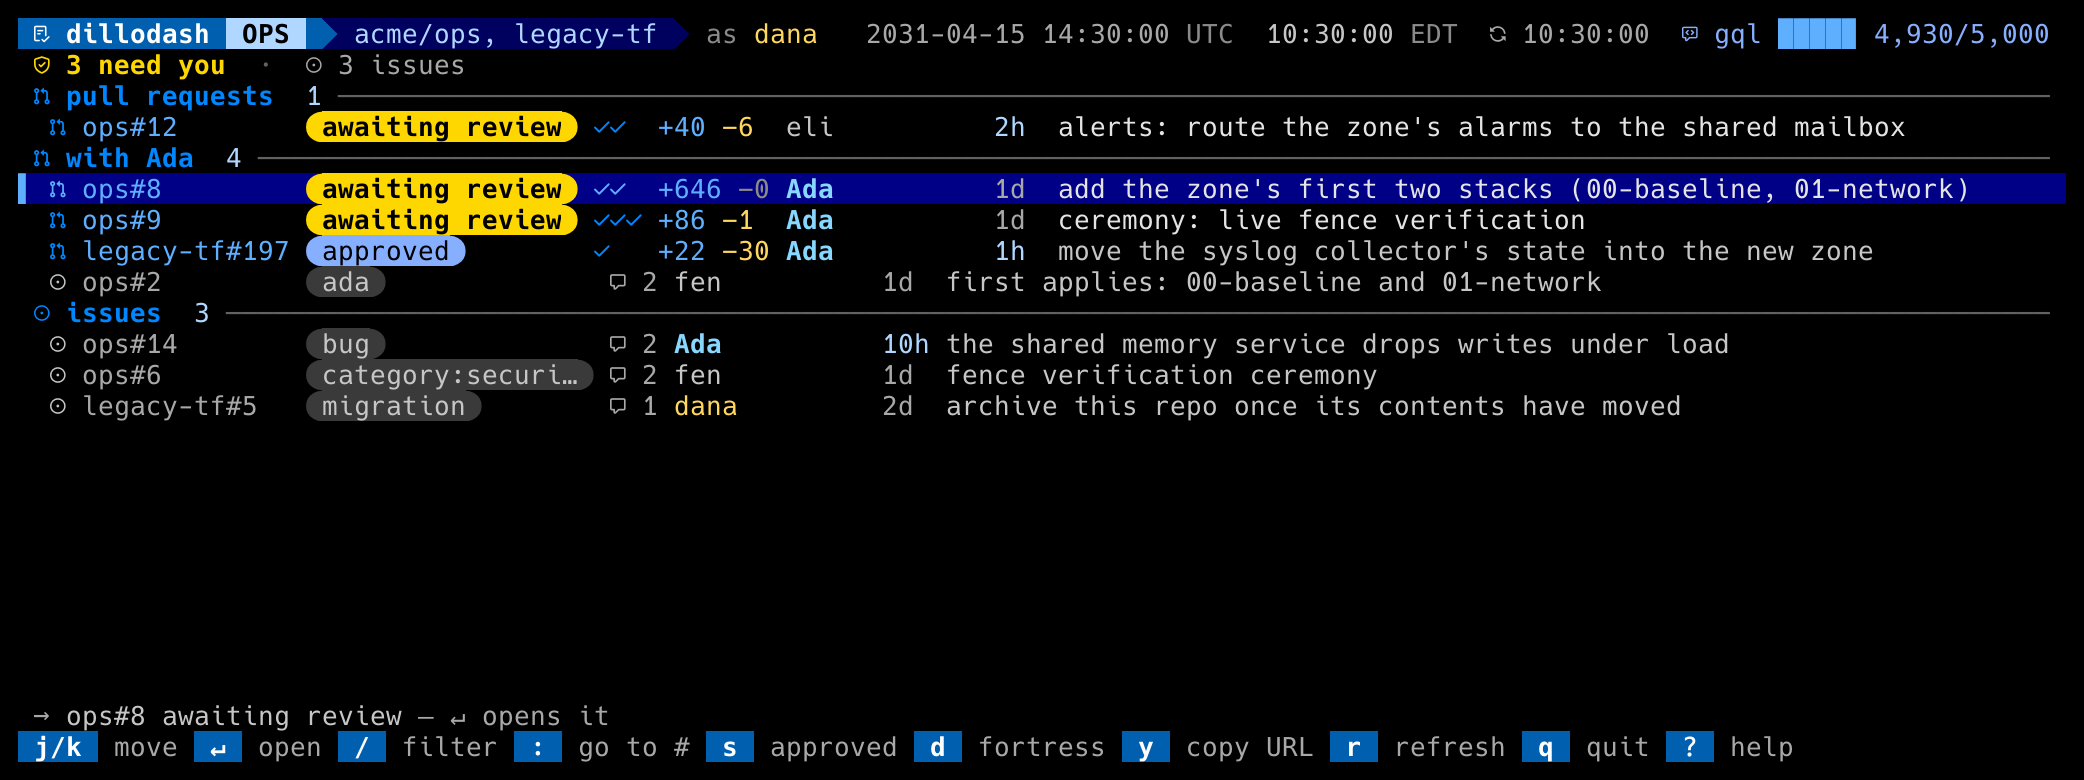 dillodash OPS acme/ops, legacy-tf as dana 2031-04-15 14:30:00 UTC 10:30:00 EDT 10:30:00 gql 4,930/5,000
3 need you · 3 issues
pull requests 1
ops#12 awaiting review ✓✓ +40 -6 eli 2h alerts: route the zone's alarms to the shared mailbox
with Ada 4
ops#8 awaiting review ✓✓ +646 -0 Ada 1d add the zone's first two stacks (00-baseline, 01-network)
ops#9 awaiting review ✓✓✓ +86 -1 Ada 1d ceremony: live fence verification
legacy-tf#197 approved ✓ +22 -30 Ada 1h move the syslog collector's state into the new zone
ops#2 ada 2 fen 1d first applies: 00-baseline and 01-network
issues 3
ops#14 bug 2 Ada 10h the shared memory service drops writes under load
ops#6 category:securi… 2 fen 1d fence verification ceremony
legacy-tf#5 migration 1 dana 2d archive this repo once its contents have moved
→ ops#8 awaiting review — ↵ opens it
j/k move ↵ open / filter : go to # s approved d fortress y copy URL r refresh q quit ? help